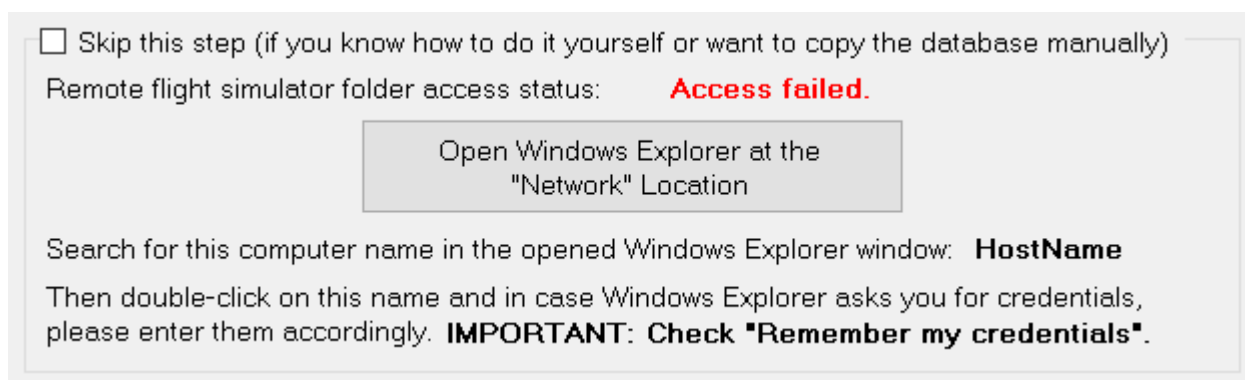 Skip this step (if you know how to do it yourself or want to copy the database manually)
Remote flight simulator folder access status: Access failed.
Open Windows Explorer at the
"Network" Location
Search for this computer name in the opened Windows Explorer window: HostName
Then double-click on this name and in case Windows Explorer asks you for credentials,
please enter them accordingly. IMPORTANT: Check "Remember my credentials".